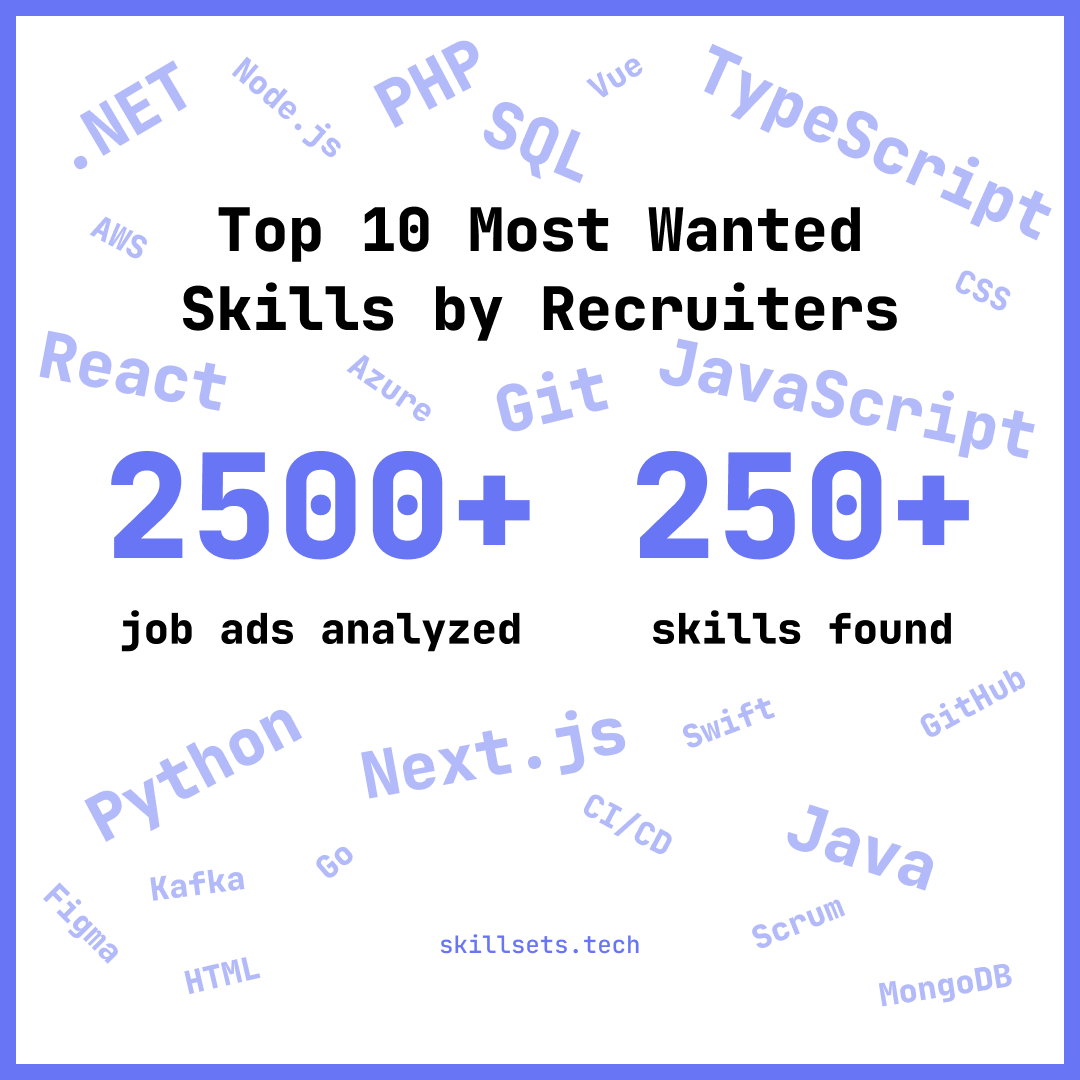 .NET
Node.js
PHP
SQL
Vue
TypeScript
AWS
Top 10 Most Wanted
Skills by Recruiters
CSS
React
Azure
Git
JavaScript
2500+
250+
job ads analyzed
skills found
Python
Next.js
Swift
GitHub
CI/CD
Java
Kafka
Go
Figma
HTML
skillsets.tech
Scrum
MongoDB